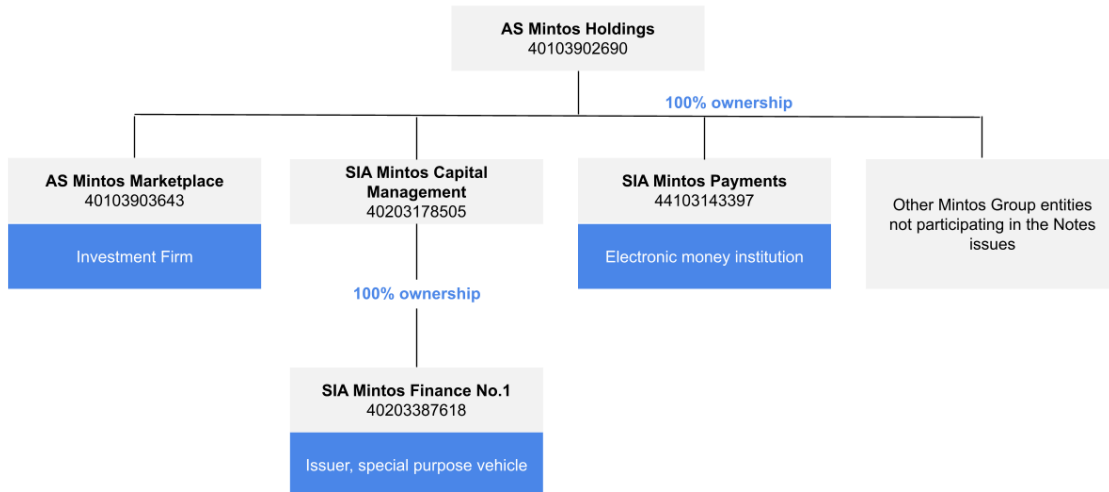 AS Mintos Holdings
40103902690
100% ownership
AS Mintos Marketplace
40103903643
Investment Firm
SIA Mintos Capital
Management
40203178505
SIA Mintos Payments
44103143397
Electronic money institution
Other Mintos Group entities
not participating in the Notes
issues
100% ownership
SIA Mintos Finance No.1
40203387618
Issuer, special purpose vehicle